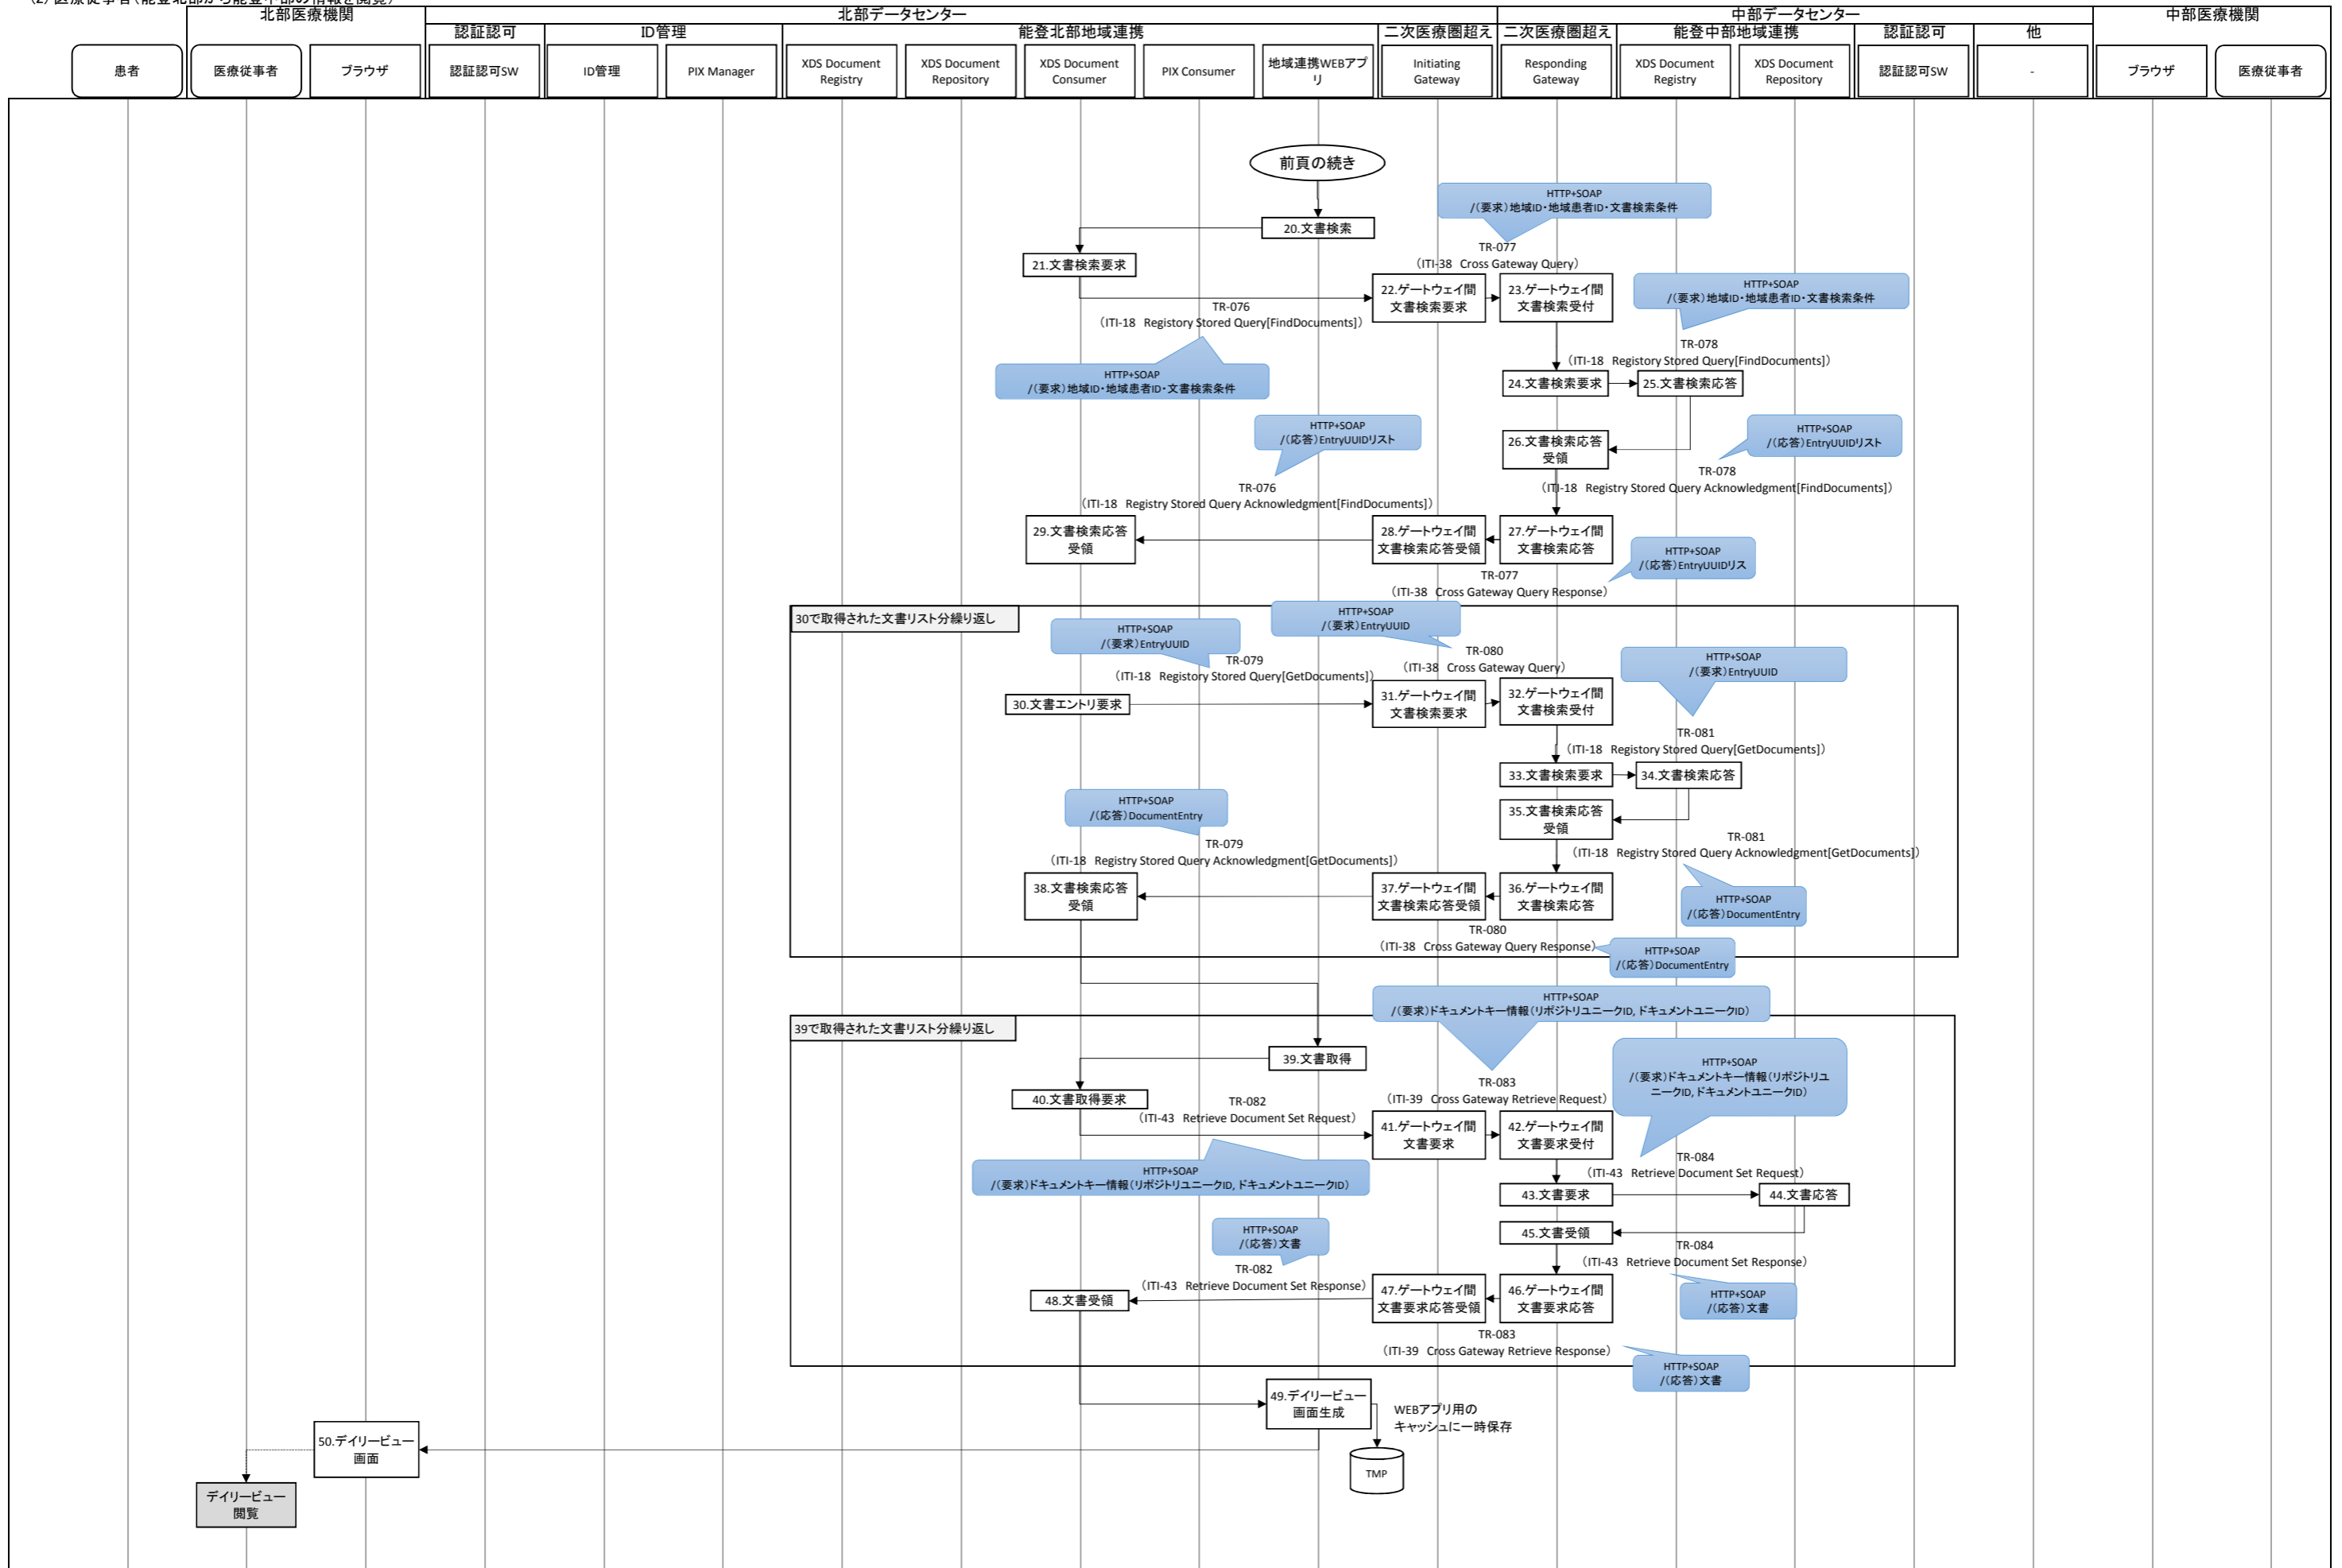 (2) 医療従事者(能登北部から能登中部の情報を閲覧)
北部医療機関
北部データセンター
中部データセンター
中部医療機関
認証認可
ID管理
能登北部地域連携
二次医療圏超え
二次医療圏超え
能登中部地域連携
認証認可
他
患者
医療従事者
ブラウザ
認証認可SW
ID管理
PIX Manager
XDS Document
Registry
XDS Document
Repository
XDS Document
Consumer
PIX Consumer
地域連携WEBアプ
リ
Initiating
Gateway
Responding
Gateway
XDS Document
Registry
XDS Document
Repository
認証認可SW
-
ブラウザ
医療従事者
前頁の続き
HTTP+SOAP
/(要求)地域ID・地域患者ID・文書検索条件
20.文書検索
TR-077
(ITI-38 Cross Gateway Query)
21.文書検索要求
22.ゲートウェイ間
文書検索要求
23.ゲートウェイ間
文書検索受付
HTTP+SOAP
/(要求)地域ID・地域患者ID・文書検索条件
TR-076
(ITI-18 Registory Stored Query[FindDocuments])
TR-078
(ITI-18 Registory Stored Query[FindDocuments])
HTTP+SOAP
/(要求)地域ID・地域患者ID・文書検索条件
24.文書検索要求
25.文書検索応答
HTTP+SOAP
/(応答)EntryUUIDリスト
26.文書検索応答
受領
HTTP+SOAP
/(応答)EntryUUIDリスト
TR-078
(ITI-18 Registry Stored Query Acknowledgment[FindDocuments])
TR-076
(ITI-18 Registry Stored Query Acknowledgment[FindDocuments])
29.文書検索応答
受領
28.ゲートウェイ間
文書検索応答受領
27.ゲートウェイ間
文書検索応答
HTTP+SOAP
/(応答)EntryUUIDリス
TR-077
(ITI-38 Cross Gateway Query Response)
30で取得された文書リスト分繰り返し
HTTP+SOAP
/(要求)EntryUUID
HTTP+SOAP
/(要求)EntryUUID
TR-079
(ITI-18 Registory Stored Query[GetDocuments])
TR-080
(ITI-38 Cross Gateway Query)
HTTP+SOAP
/(要求)EntryUUID
30.文書エントリ要求
31.ゲートウェイ間
文書検索要求
32.ゲートウェイ間
文書検索受付
TR-081
(ITI-18 Registory Stored Query[GetDocuments])
33.文書検索要求
34.文書検索応答
HTTP+SOAP
/(応答)DocumentEntry
35.文書検索応答
受領
TR-079
(ITI-18 Registry Stored Query Acknowledgment[GetDocuments])
TR-081
(ITI-18 Registry Stored Query Acknowledgment[GetDocuments])
38.文書検索応答
受領
37.ゲートウェイ間
文書検索応答受領
36.ゲートウェイ間
文書検索応答
HTTP+SOAP
/(応答)DocumentEntry
TR-080
(ITI-38 Cross Gateway Query Response)
HTTP+SOAP
/(応答)DocumentEntry
HTTP+SOAP
/(要求)ドキュメントキー情報(リポジトリユニークID, ドキュメントユニークID)
39で取得された文書リスト分繰り返し
39.文書取得
HTTP+SOAP
/(要求)ドキュメントキー情報(リポジトリユ
ニークID, ドキュメントユニークID)
40.文書取得要求
TR-082
(ITI-43 Retrieve Document Set Request)
TR-083
(ITI-39 Cross Gateway Retrieve Request)
41.ゲートウェイ間
文書要求
42.ゲートウェイ間
文書要求受付
HTTP+SOAP
/(要求)ドキュメントキー情報(リポジトリユニークID, ドキュメントユニークID)
TR-084
(ITI-43 Retrieve Document Set Request)
43.文書要求
44.文書応答
HTTP+SOAP
/(応答)文書
45.文書受領
TR-084
(ITI-43 Retrieve Document Set Response)
TR-082
(ITI-43 Retrieve Document Set Response)
48.文書受領
47.ゲートウェイ間
文書要求応答受領
46.ゲートウェイ間
文書要求応答
HTTP+SOAP
/(応答)文書
TR-083
(ITI-39 Cross Gateway Retrieve Response)
HTTP+SOAP
/(応答)文書
49.デイリービュー
画面生成
WEBアプリ用の
キャッシュに一時保存
50.デイリービュー
画面
TMP
デイリービュー
閲覧